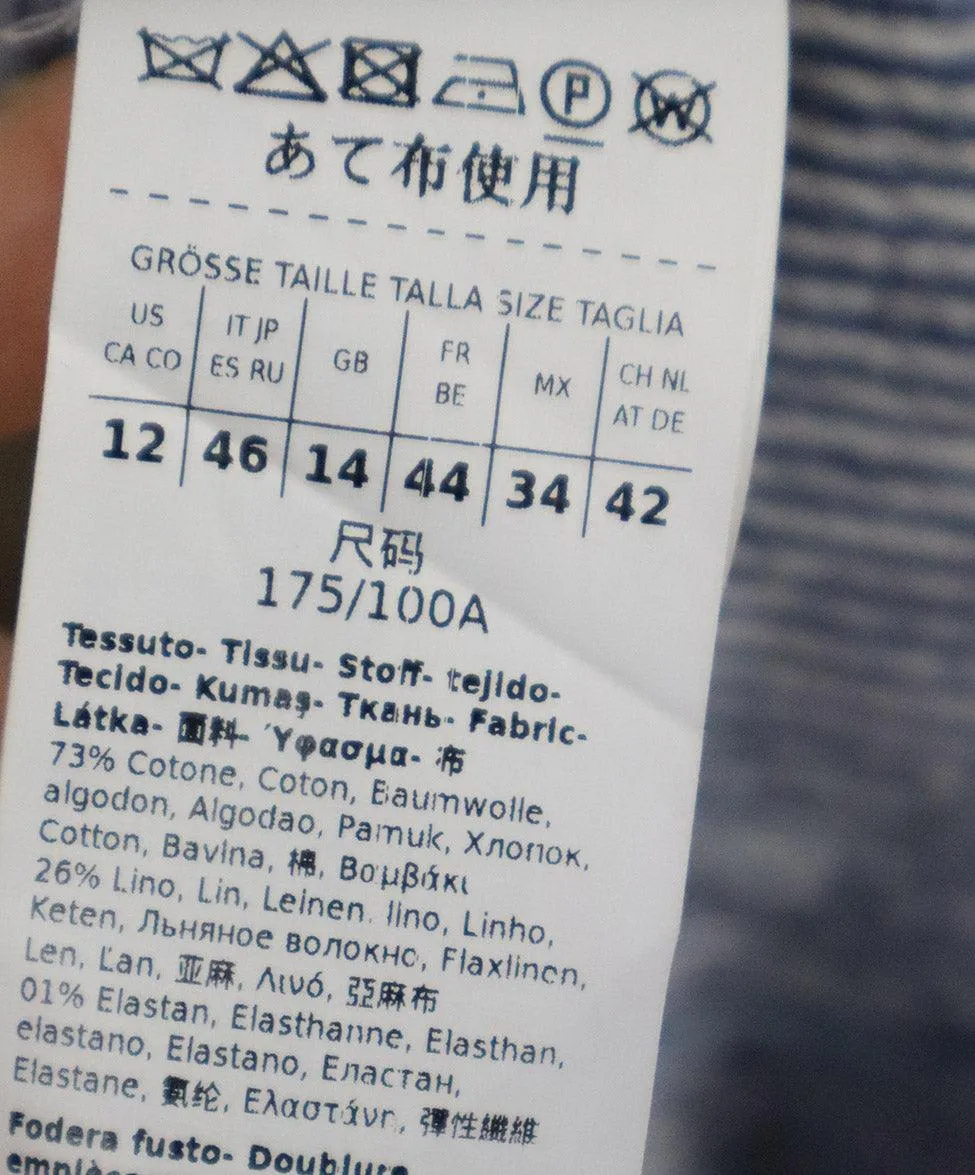 P W
あて布使用
GRÖSSE TAILLE TALLA SIZE TAGLIA
US IT JP GB FR MX CH NL
CA CO ES RU BE AT DE
12 46 14 44 34 42
尺码
175/100A
Tessuto- Tissu- Stoff- tejido-
Tecido- Kumaş- Ткань- Fabric-
Látka- 面料- Ύφασμα- 布
73% Cotone, Coton, Baumwolle,
algodon, Algodao, Pamuk, Хлопок,
Cotton, Bavlna, 棉, Βαμβάκι
26% Lino, Lin, Leinen, lino, Linho,
Keten, Льняное волокно, Flaxlinen,
Len, Ľan, 亚麻, Λινό, 亞麻布
01% Elastan, Elasthanne, Elasthan,
elastano, Elastano, Еластан,
Elastane, 氨纶, Ελαστάνη, 彈性纖維
Fodera fusto- Doublure